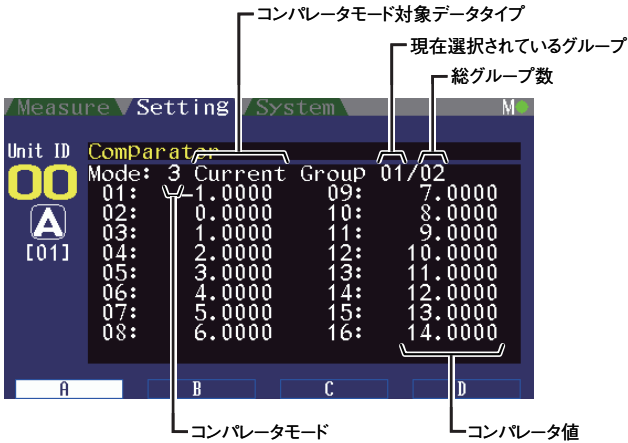 コンパレータモード対象データタイプ
現在選択されているグループ
総グループ数
Measure Setting System M
Unit ID Comparator
00 Mode: 3 Current Group 01/02
01: -1.0000 09: 7.0000
02: 0.0000 10: 8.0000
A 03: 1.0000 11: 9.0000
[01] 04: 2.0000 12: 10.0000
05: 3.0000 13: 11.0000
06: 4.0000 14: 12.0000
07: 5.0000 15: 13.0000
08: 6.0000 16: 14.0000
A B C D
コンパレータモード コンパレータ値